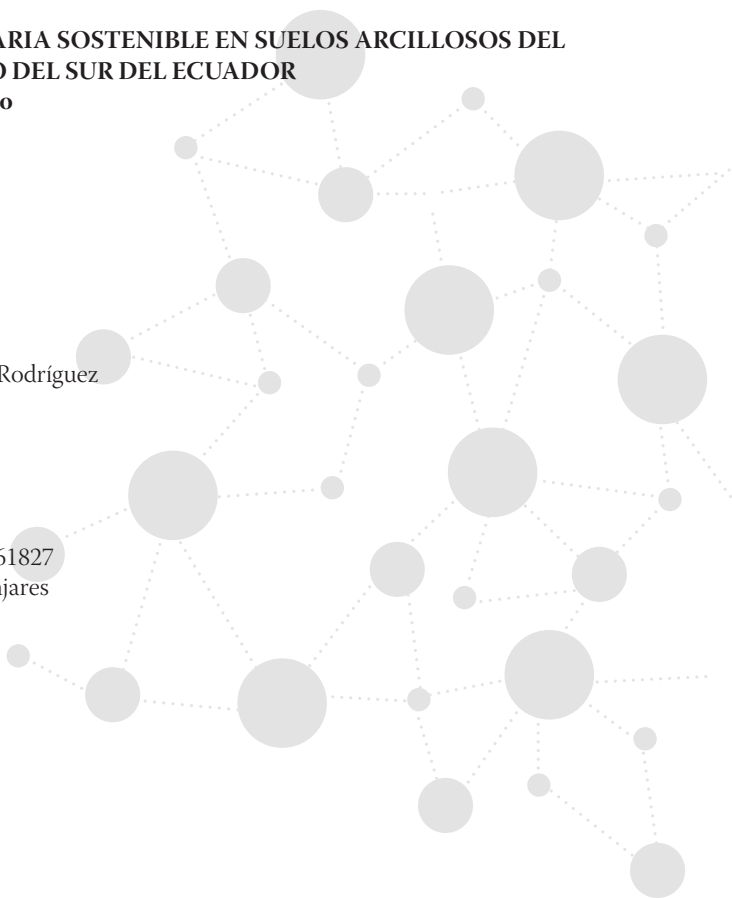 ARIA SOSTENIBLE EN SUELOS ARCILLOSOS DEL
O DEL SUR DEL ECUADOR
o
Rodríguez
61827
jares